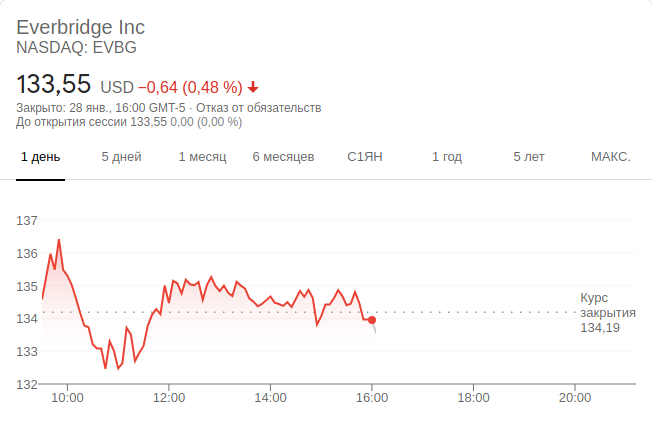 Everbridge Inc
NASDAQ: EVBG
133,55 USD −0,64 (0,48 %)
Закрыто: 28 янв., 16:00 GMT-5 · Отказ от обязательств
До открытия сессии 133,55 0,00 (0,00 %)
1 день 5 дней 1 месяц 6 месяцев С1ЯН 1 год 5 лет МАКС.
137
136
135
134
133
132
Курс
закрытия
134,19
10:00 12:00 14:00 16:00 18:00 20:00